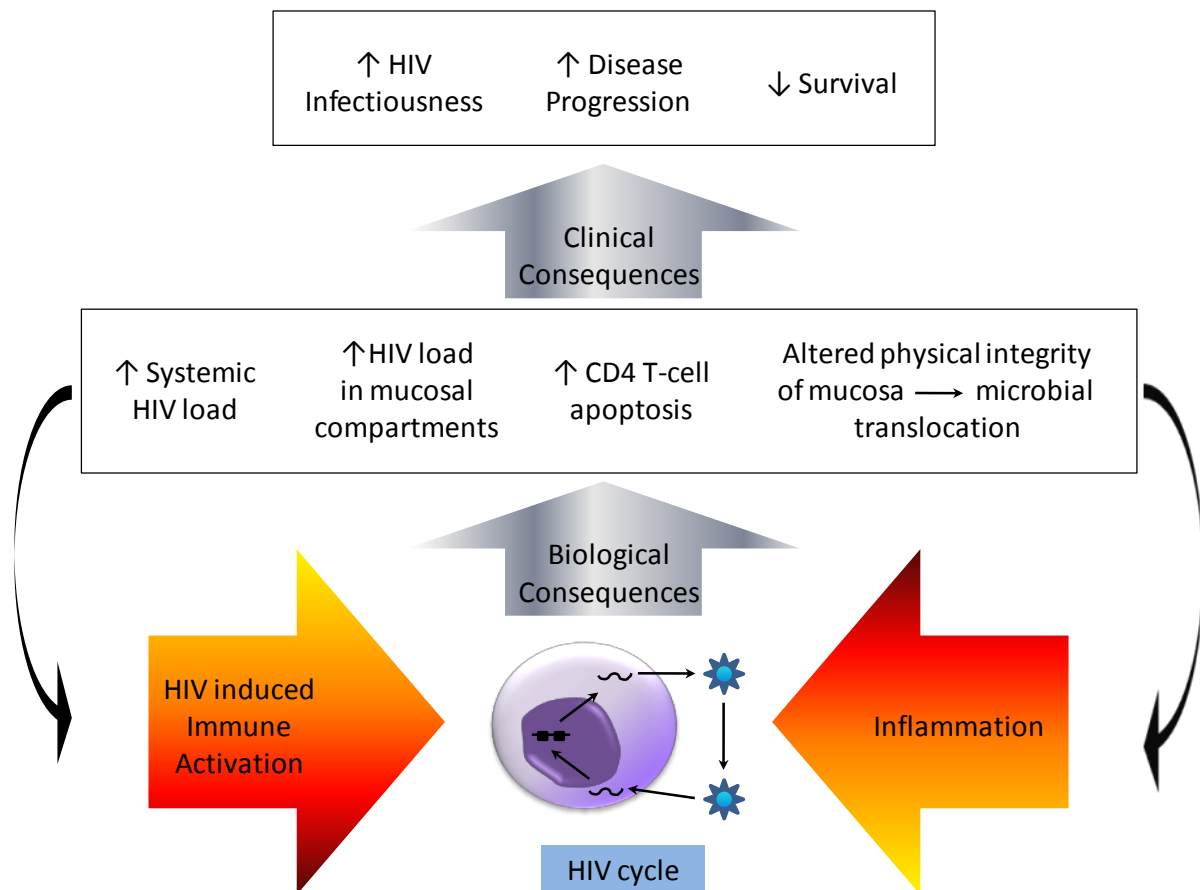 ↑ HIV
Infectiousness
↑ Disease
Progression
↓ Survival
Clinical
Consequences
↑ Systemic
HIV load
↑HIV load
in mucosal
compartments
↑ CD4 T-cell
apoptosis
Altered physical integrity
of mucosa → microbial
translocation
Biological
Consequences
HIV induced
Immune
Activation
Inflammation
HIV cycle